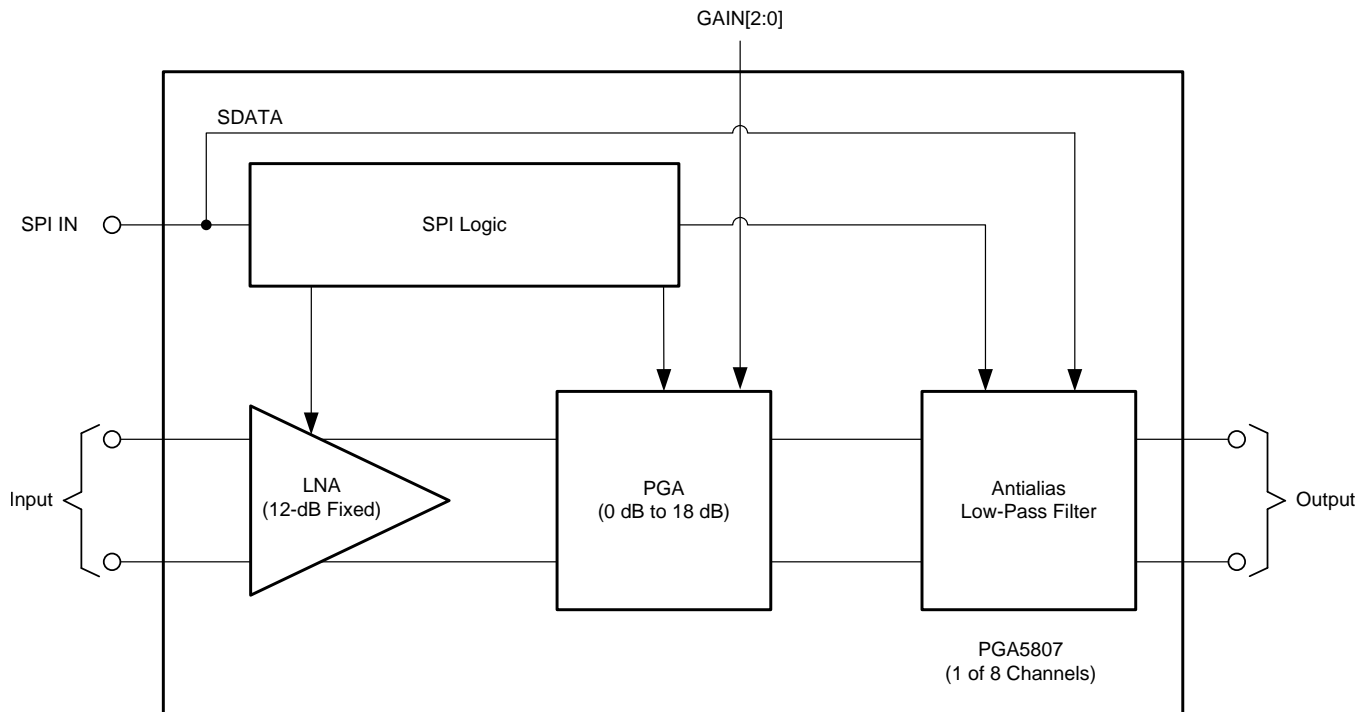 GAIN[2:0]
SDATA
SPI IN
SPI Logic
Input
LNA
(12-dB Fixed)
PGA
(0 dB to 18 dB)
Antialias
Low-Pass Filter
Output
PGA5807
(1 of 8 Channels)